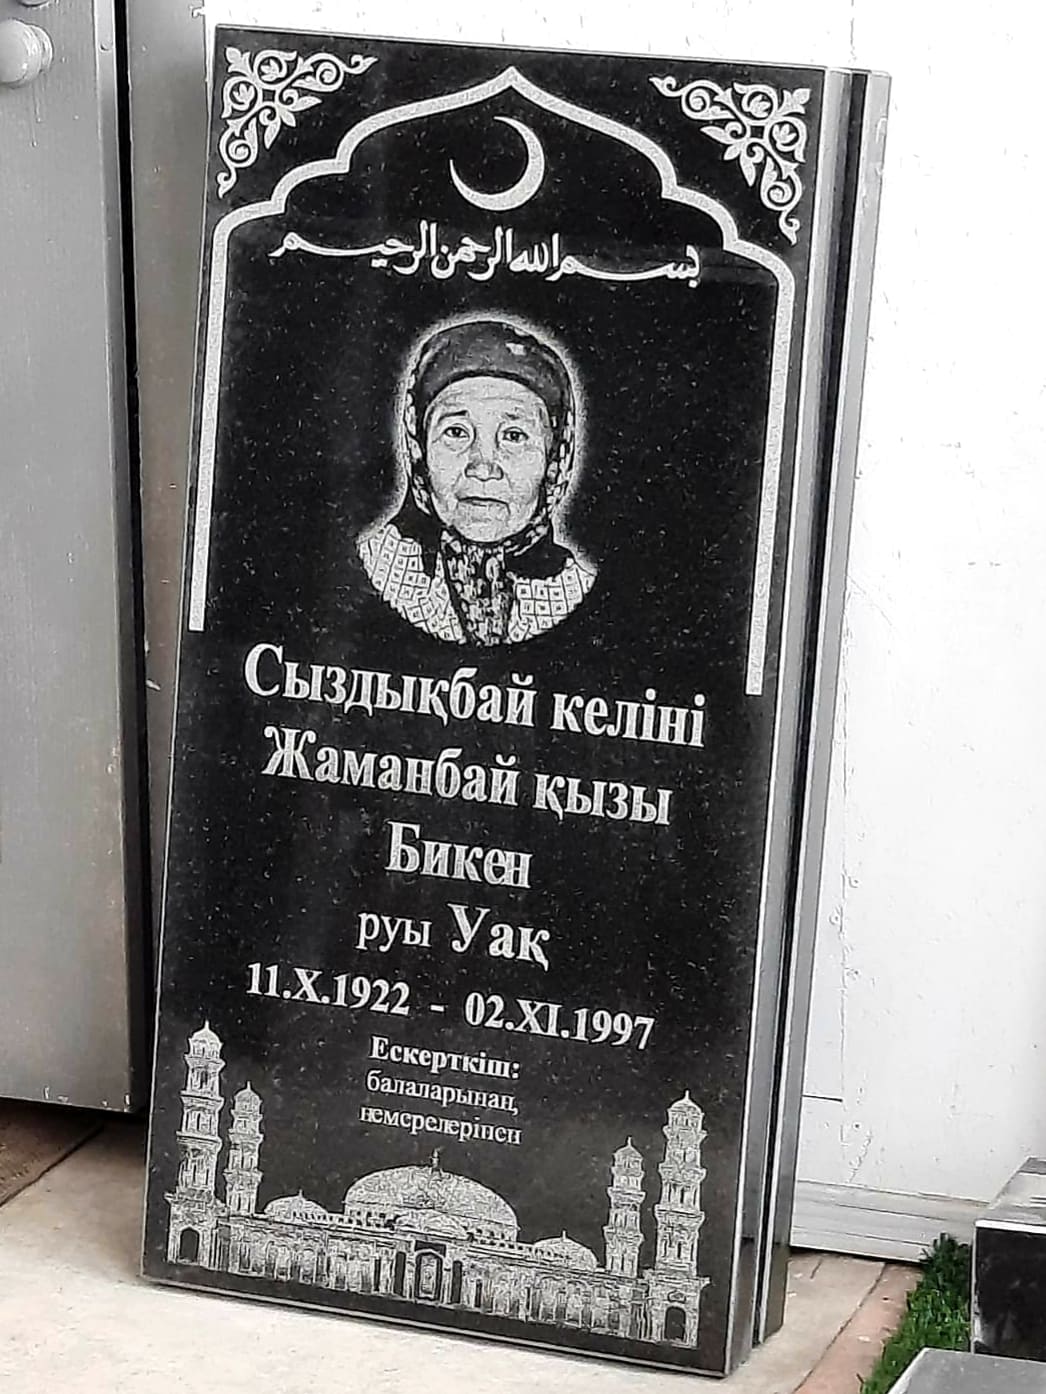 بسم الله الرحمن الرحيم
Сыздықбай келіні
Жаманбай қызы
Бикен
руы Уақ
11.X.1922 - 02.XI.1997
Ескерткіш:
балаларынан,
немерелерінен